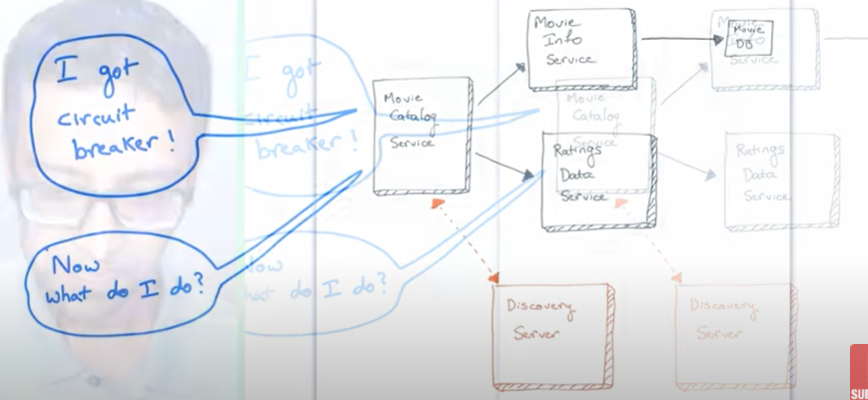 I got
circuit
breaker!
Now
what do I do?
I got
circuit
breaker!
what do I do?
Movie
Catalog
Service
Movie
Info
Service
Movie
DB
Service
Movie
Catalog
Service
Ratings
Data
Service
Ratings
Data
Service
Discovery
Server
Discovery
Server